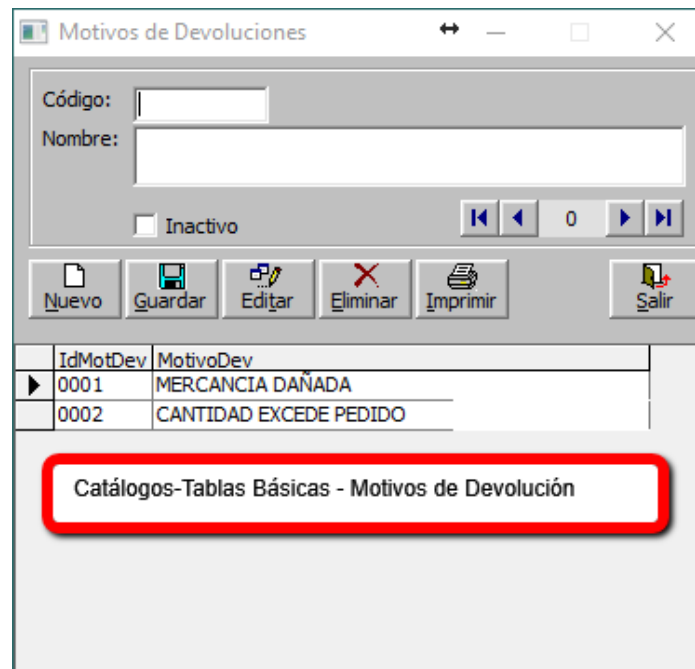 Motivos de Devoluciones
Código:
Nombre:
Inactivo
0
Nuevo Guardar Editar Eliminar Imprimir Salir
IdMotDev MotivoDev
0001 MERCANCIA DAÑADA
0002 CANTIDAD EXCEDE PEDIDO
Catálogos-Tablas Básicas - Motivos de Devolución